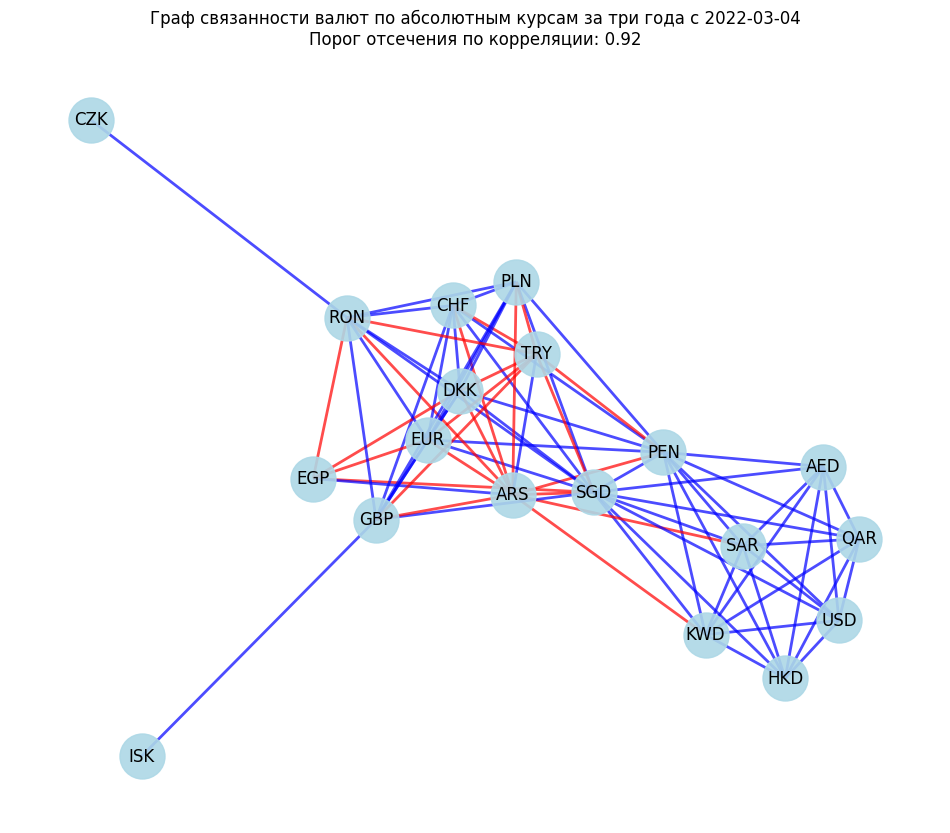 Граф связанности валют по абсолютным курсам за три года с 2022-03-04
Порог отсечения по корреляции: 0.92
CZK
PLN
CHF
RON
TRY
DKK
EUR
PEN
AED
EGP
ARS
SGD
GBP
SAR
QAR
USD
KWD
HKD
ISK